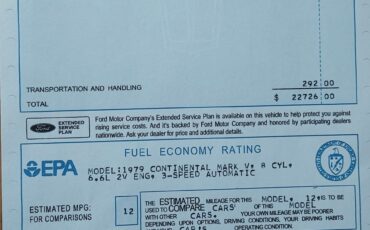 TRANSPORTATION AND HANDLING 292 00
TOTAL $ 22726.00
Ford EXTENDED SERVICE PLAN
Ford Motor Company's Extended Service Plan is available on this vehicle to help protect you against
rising service costs. And it's backed by Ford Motor Company and honored by participating dealers
nationwide. Ask your dealer for price and additional details.
FUEL ECONOMY RATING
EPA
MODEL:1979 CONTINENTAL MARK V, 8 CYL,
6.6L 2V ENG. 3-SPEED AUTOMATIC
ESTIMATED MPG:
FOR COMPARISONS
12
THE ESTIMATED MILEAGE FOR THIS MODEL, 12 IS TO BE
USED TO COMPARE CARS OF THIS MODEL
WITH OTHER CARS. YOUR OWN MILEAGE MAY BE POORER
DEPENDING UPON OPTIONS, DRIVING CONDITIONS, YOUR DRIVING HABITS
CAR'S OPERATING CONDITION.